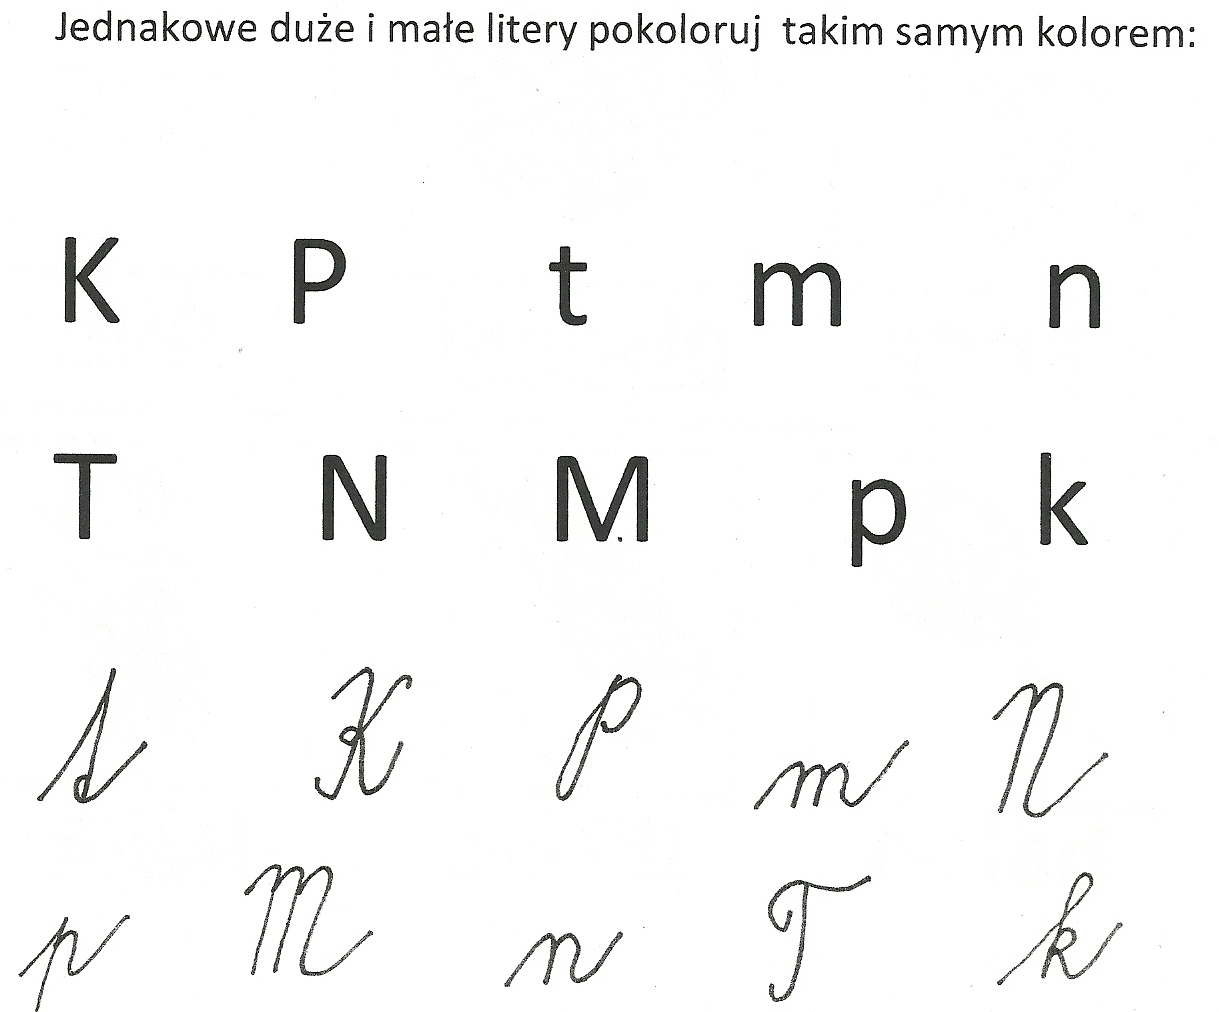 Jednakowe duże i małe litery pokoloruj takim samym kolorem:
K P t m n
T N M p k
t K P m N
p M n T k